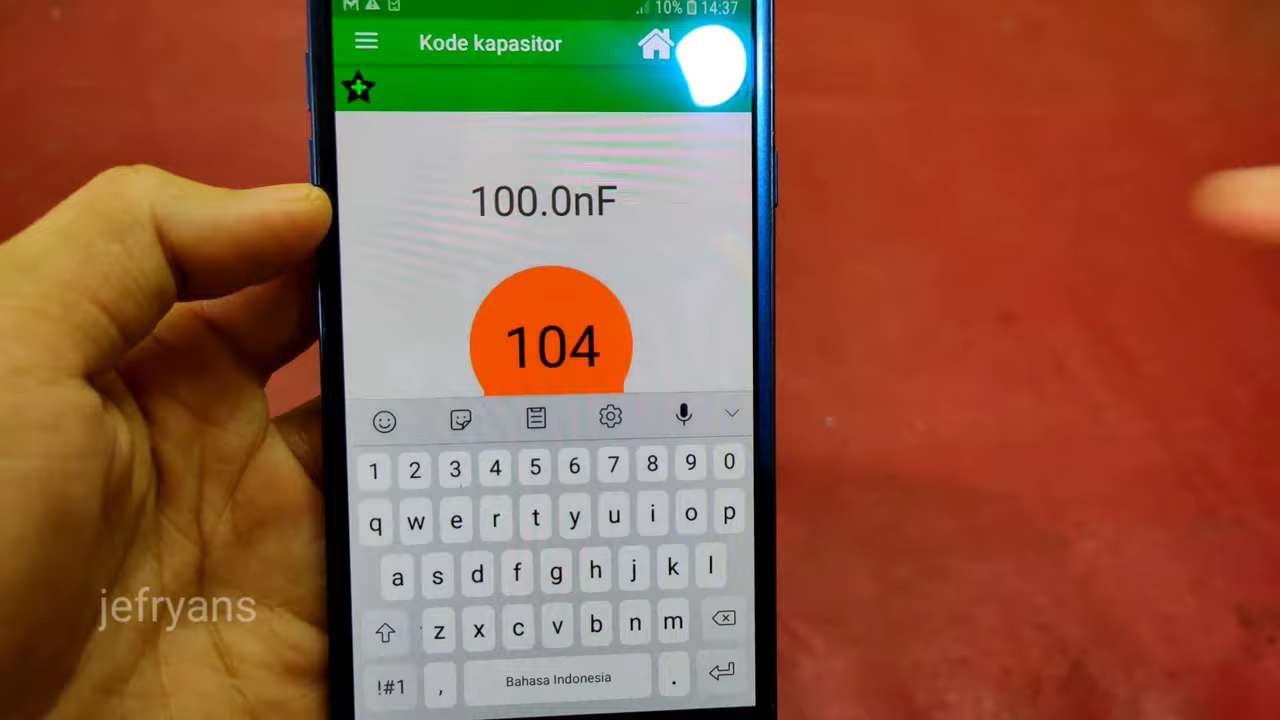 10% 14:37
Kode kapasitor
100.0nF
104
1 2 3 4 5 6 7 8 9 0
q w e r t y u i o p
a s d f g h j k l
z x c v b n m
!#1 , Bahasa Indonesia .
jefryans